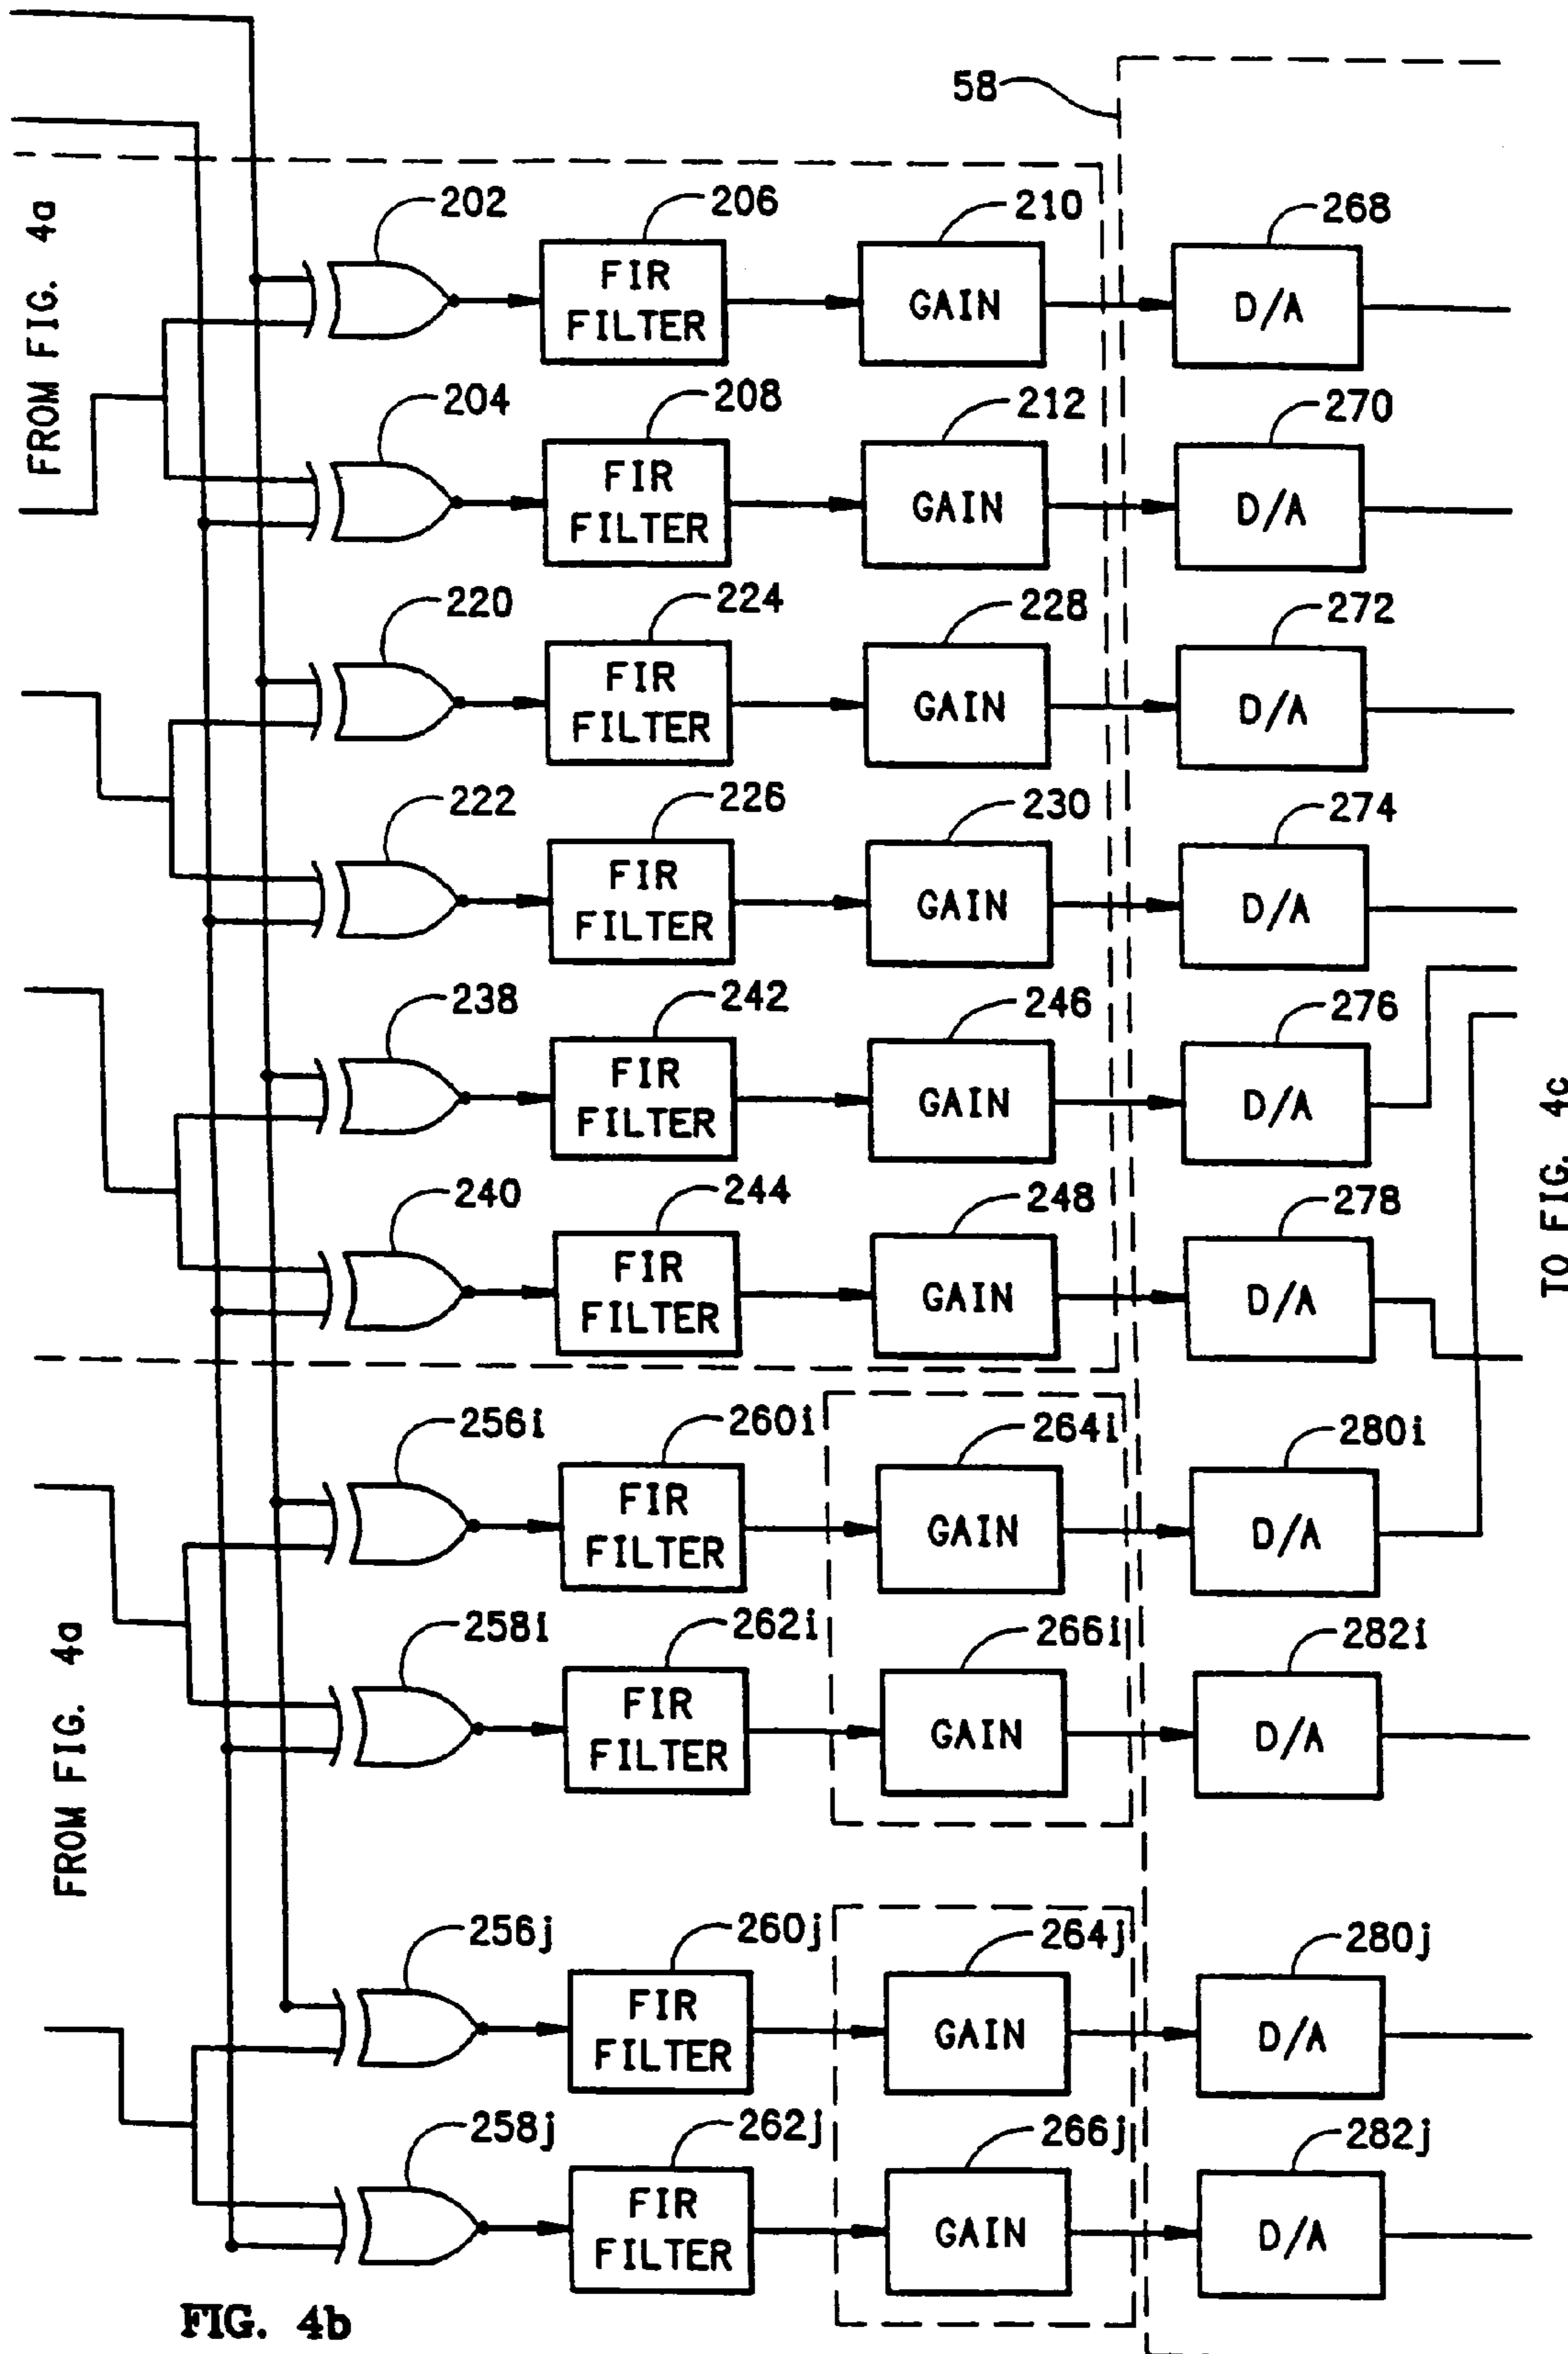 58
FROM FIG. 4a
202 206 210 268
FIR FILTER GAIN D/A
204 208 212 270
FIR FILTER GAIN D/A
220 224 228 272
FIR FILTER GAIN D/A
222 226 230 274
FIR FILTER GAIN D/A
238 242 246 276
FIR FILTER GAIN D/A
TO FIG. 4c
240 244 248 278
FIR FILTER GAIN D/A
256i 260i 264i 280i
FIR FILTER GAIN D/A
FROM FIG. 4a
258i 262i 266i 282i
FIR FILTER GAIN D/A
256j 260j 264j 280j
FIR FILTER GAIN D/A
258j 262j 266j 282j
FIR FILTER GAIN D/A
FIG. 4b